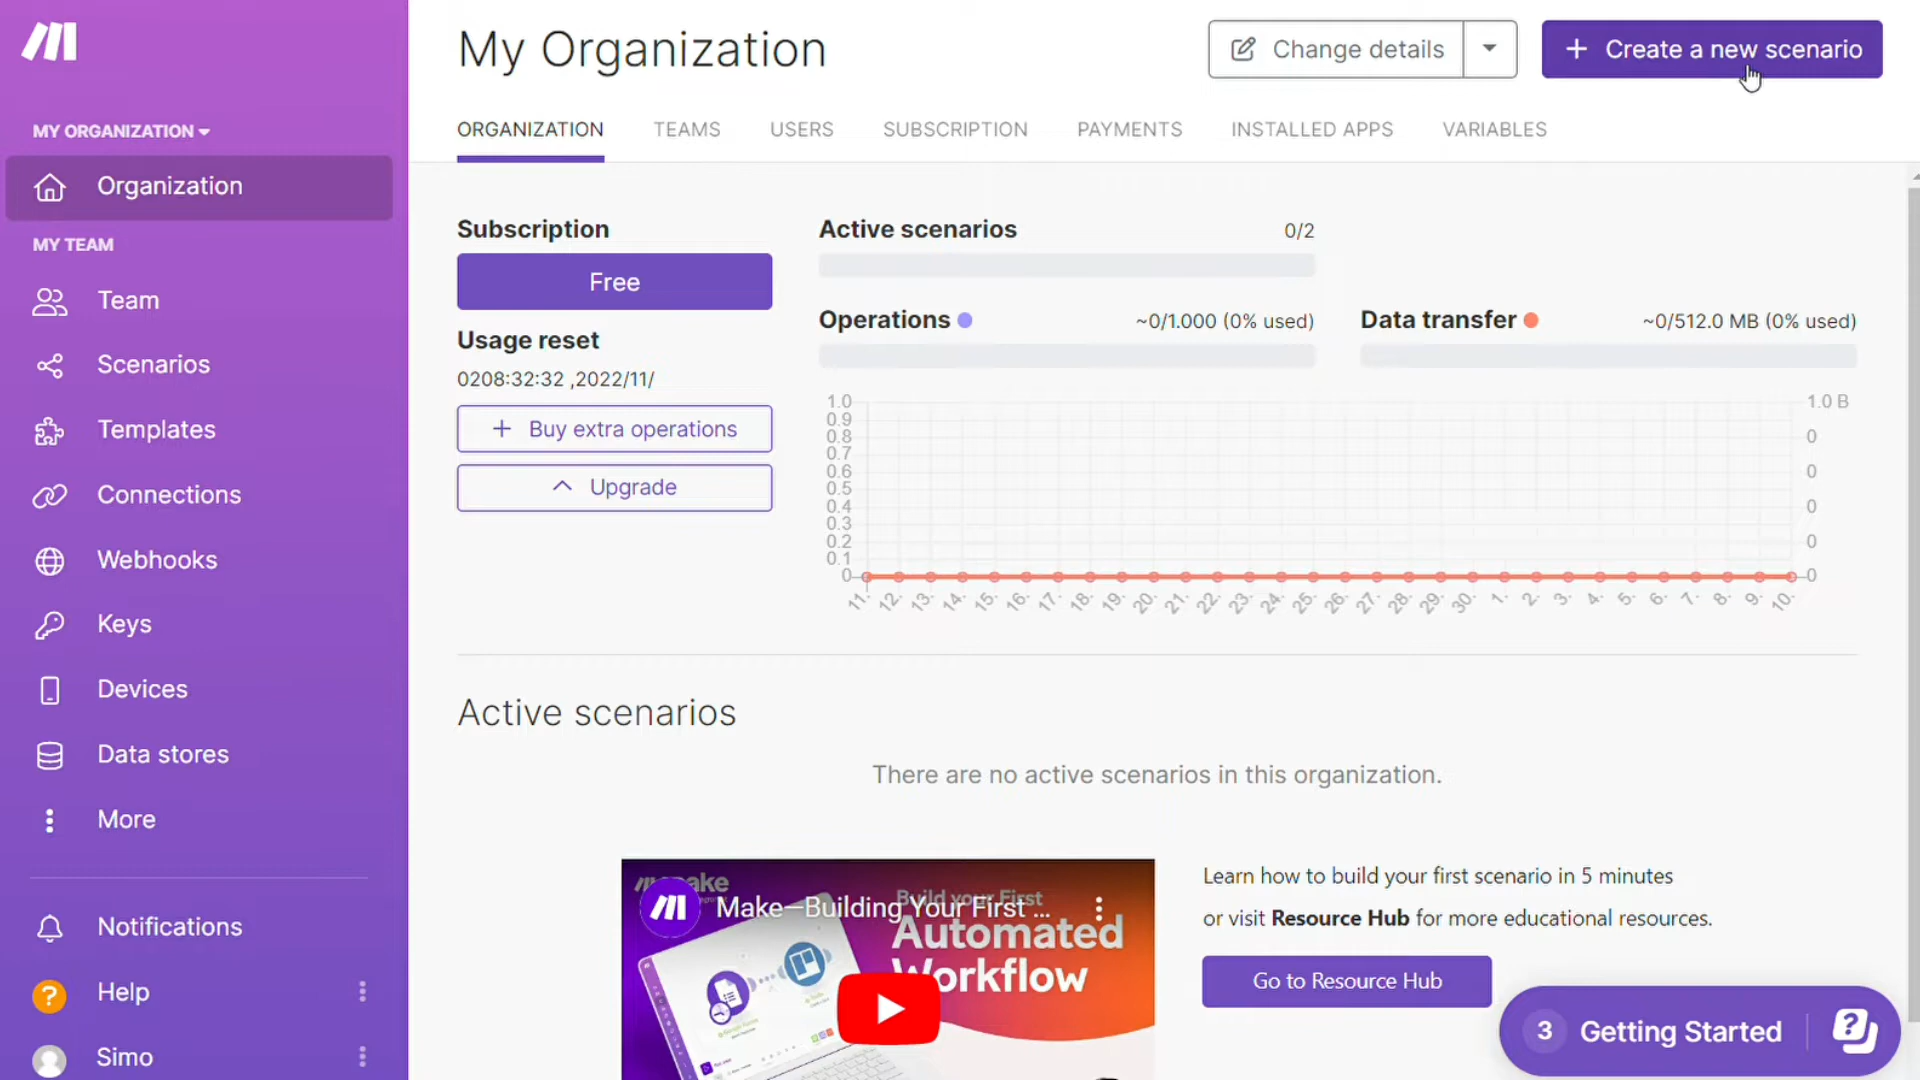 My Organization
Change details
+ Create a new scenario
MY ORGANIZATION
Organization
MY TEAM
Team
Scenarios
Templates
Connections
Webhooks
Keys
Devices
Data stores
More
Notifications
? Help
Simo
ORGANIZATION TEAMS USERS SUBSCRIPTION PAYMENTS INSTALLED APPS VARIABLES
Subscription
Free
Usage reset
0208:32:32 ,2022/11/
+ Buy extra operations
Upgrade
Active scenarios 0/2
Operations ~0/1.000 (0% used)
Data transfer ~0/512.0 MB (0% used)
1.0 1.0 B
0.9
0.8 0
0.7
0.6 0
0.5
0.4 0
0.3
0.2 0
0.1
0 0
11. 12. 13. 14. 15. 16. 17. 18. 19. 20. 21. 22. 23. 24. 25. 26. 27. 28. 29. 30. 1. 2. 3. 4. 5. 6. 7. 8. 9. 10.
Active scenarios
There are no active scenarios in this organization.
Make—Building Your First ...
Build your First
Automated
Workflow
Learn how to build your first scenario in 5 minutes
or visit Resource Hub for more educational resources.
Go to Resource Hub
3 Getting Started ?